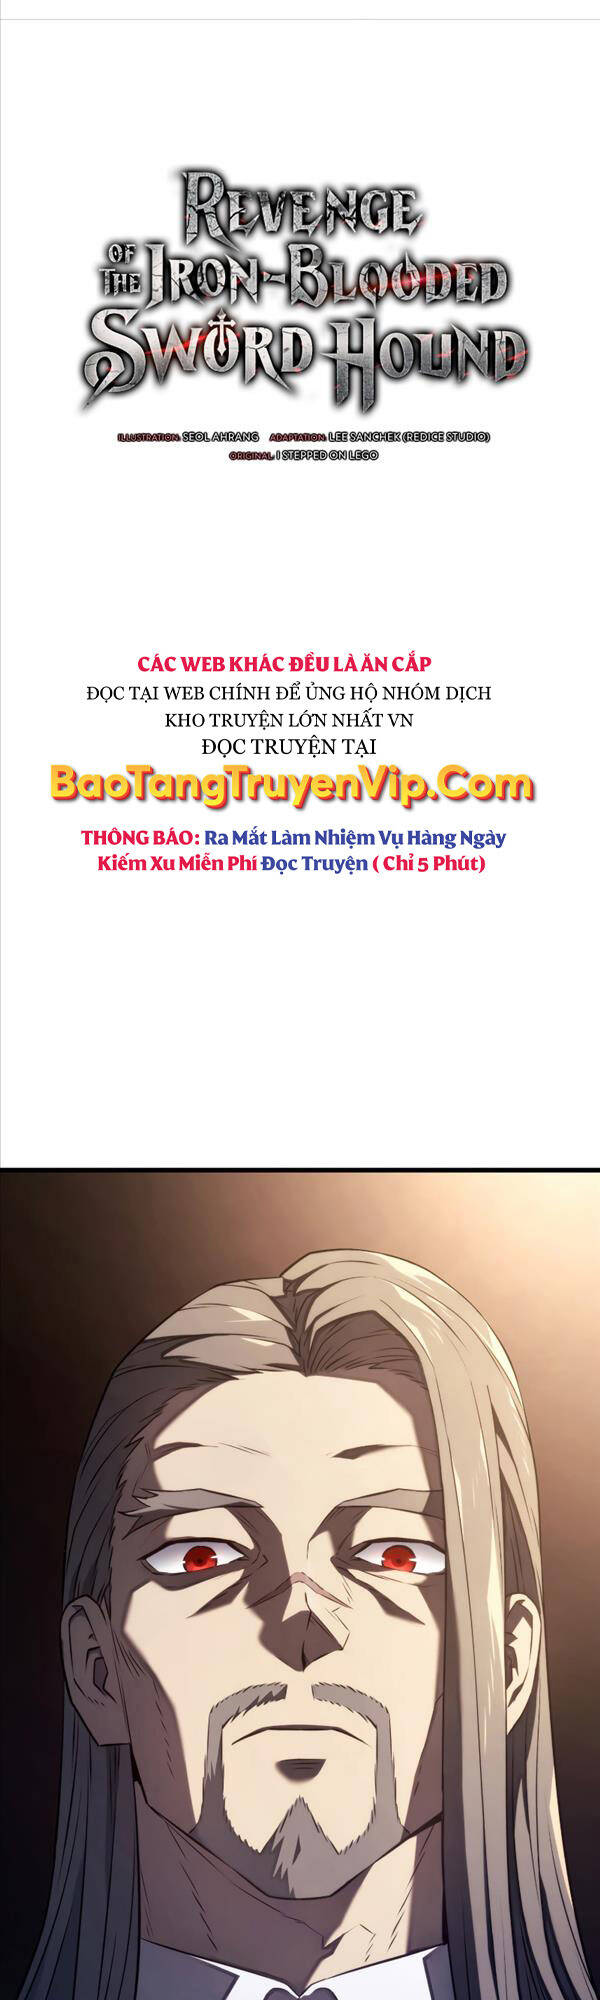 REVENGE
OF THE IRON-BLOODED
SWORD HOUND
ILLUSTRATION: SEOL AHRANG ADAPTATION: LEE SANCHEK (REDICE STUDIO)
ORIGINAL: I STEPPED ON LEGO
CÁC WEB KHÁC ĐỀU LÀ ĂN CẮP
ĐỌC TẠI WEB CHÍNH ĐỂ ỦNG HỘ NHÓM DỊCH
KHO TRUYỆN LỚN NHẤT VN
ĐỌC TRUYỆN TẠI
BaoTangTruyenVip.Com
THÔNG BÁO: Ra Mắt Làm Nhiệm Vụ Hàng Ngày
Kiếm Xu Miễn Phí Đọc Truyện ( Chỉ 5 Phút)